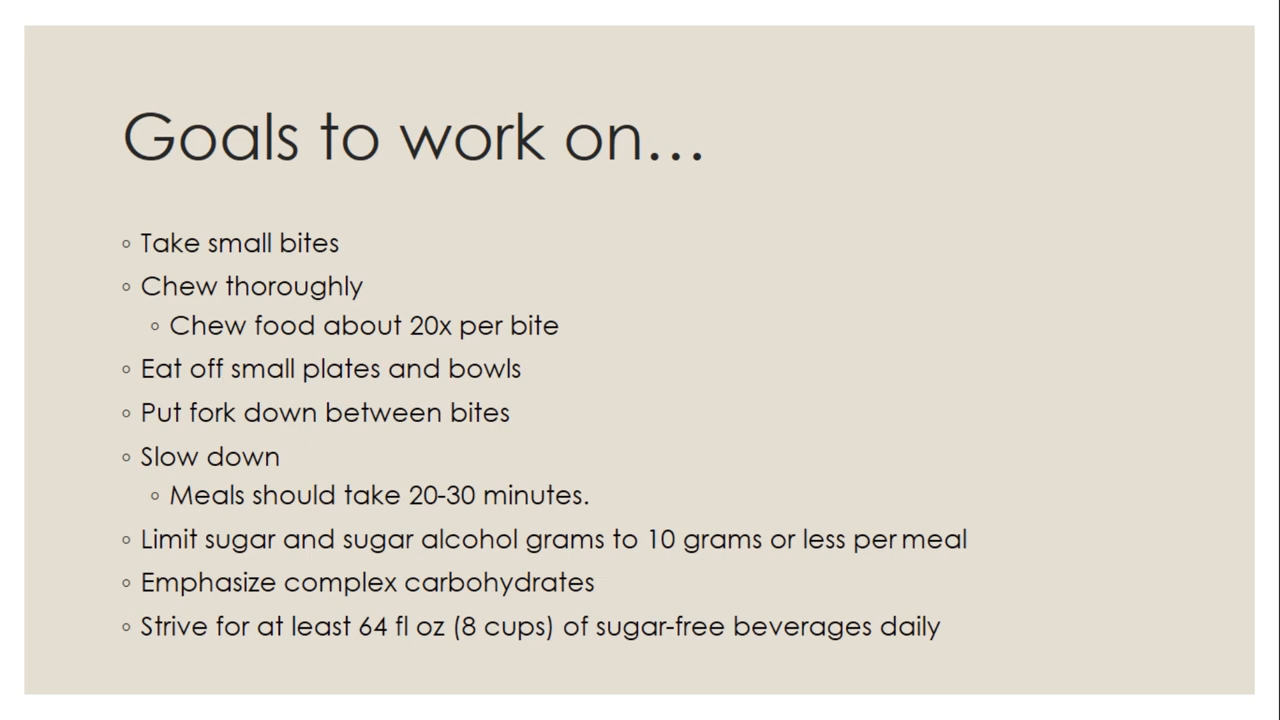 Goals to work on...
◦ Take small bites
◦ Chew thoroughly
◦ Chew food about 20x per bite
◦ Eat off small plates and bowls
◦ Put fork down between bites
◦ Slow down
◦ Meals should take 20-30 minutes.
◦ Limit sugar and sugar alcohol grams to 10 grams or less per meal
◦ Emphasize complex carbohydrates
◦ Strive for at least 64 fl oz (8 cups) of sugar-free beverages daily